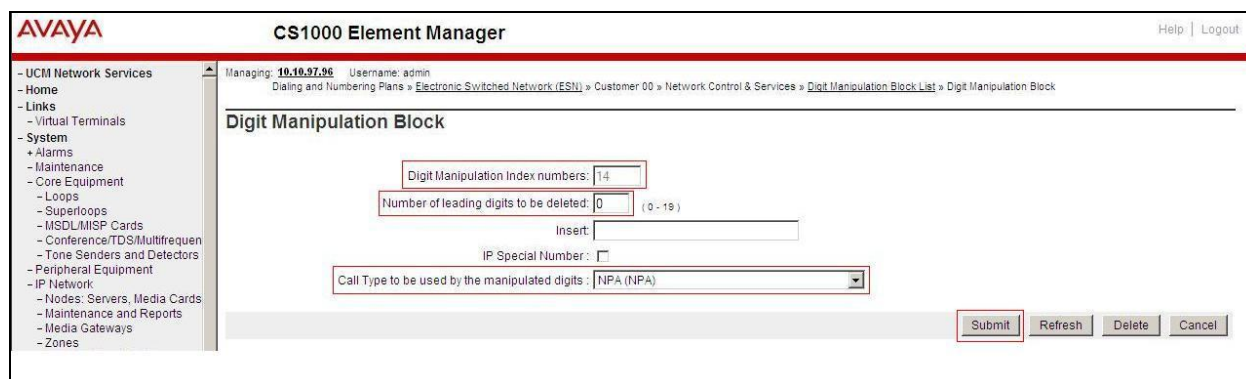 AVAYA
CS1000 Element Manager
Help | Logout
- UCM Network Services
- Home
- Links
- Virtual Terminals
- System
+ Alarms
- Maintenance
- Core Equipment
- Loops
- Superloops
- MSDL/MISP Cards
- Conference/TDS/Multifrequen
- Tone Senders and Detectors
- Peripheral Equipment
- IP Network
- Nodes: Servers, Media Cards
- Maintenance and Reports
- Media Gateways
- Zones
Managing: 10.10.97.96 Username: admin
Dialing and Numbering Plans » Electronic Switched Network (ESN) » Customer 00 » Network Control & Services » Digit Manipulation Block List » Digit Manipulation Block
Digit Manipulation Block
Digit Manipulation Index numbers: 14
Number of leading digits to be deleted: 0 (0 - 19)
Insert:
IP Special Number :
Call Type to be used by the manipulated digits : NPA (NPA)
Submit Refresh Delete Cancel